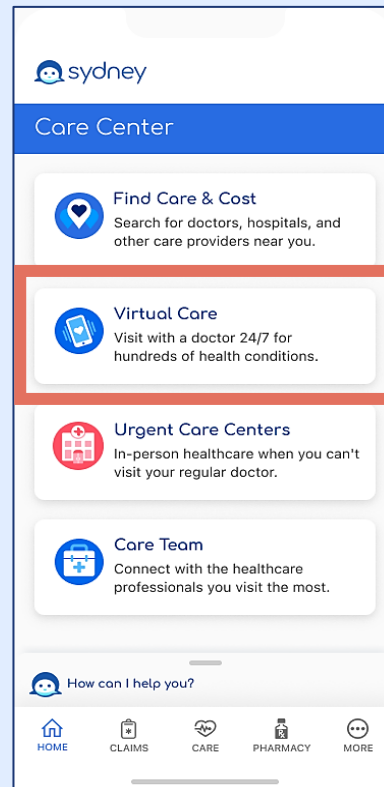 sydney
Care Center
Find Care & Cost
Search for doctors, hospitals, and
other care providers near you.
Virtual Care
Visit with a doctor 24/7 for
hundreds of health conditions.
Urgent Care Centers
In-person healthcare when you can't
visit your regular doctor.
Care Team
Connect with the healthcare
professionals you visit the most.
How can I help you?
HOME CLAIMS CARE PHARMACY MORE